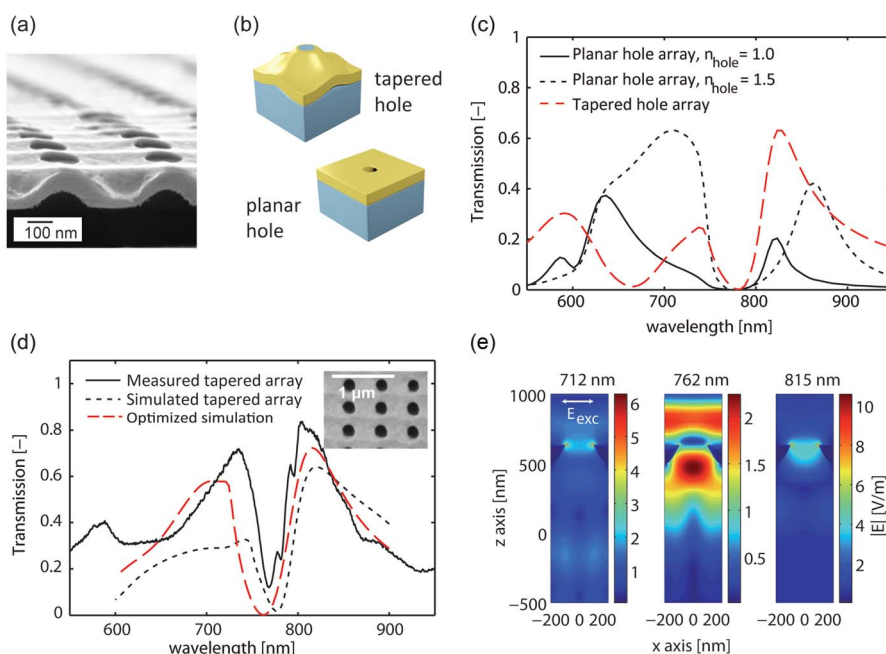 (a)
100 nm
(b)
tapered
hole
planar
hole
(c)
Planar hole array, nhole= 1.0
Planar hole array, nhole= 1.5
Tapered hole array
Transmission [–]
1
0.8
0.6
0.4
0.2
0
600 700 800 900
wavelength [nm]
(d)
Measured tapered array
Simulated tapered array
Optimized simulation
1 μm
Transmission [–]
1
0.8
0.6
0.4
0.2
0
600 700 800 900
wavelength [nm]
(e)
712 nm 762 nm 815 nm
Eexc
z axis [nm]
1000
500
0
−500
6
5
4
3
2
1
2
1.5
1
0.5
10
8
6
4
2
|E| [V/m]
−200 0 200 −200 0 200 −200 0 200
x axis [nm]